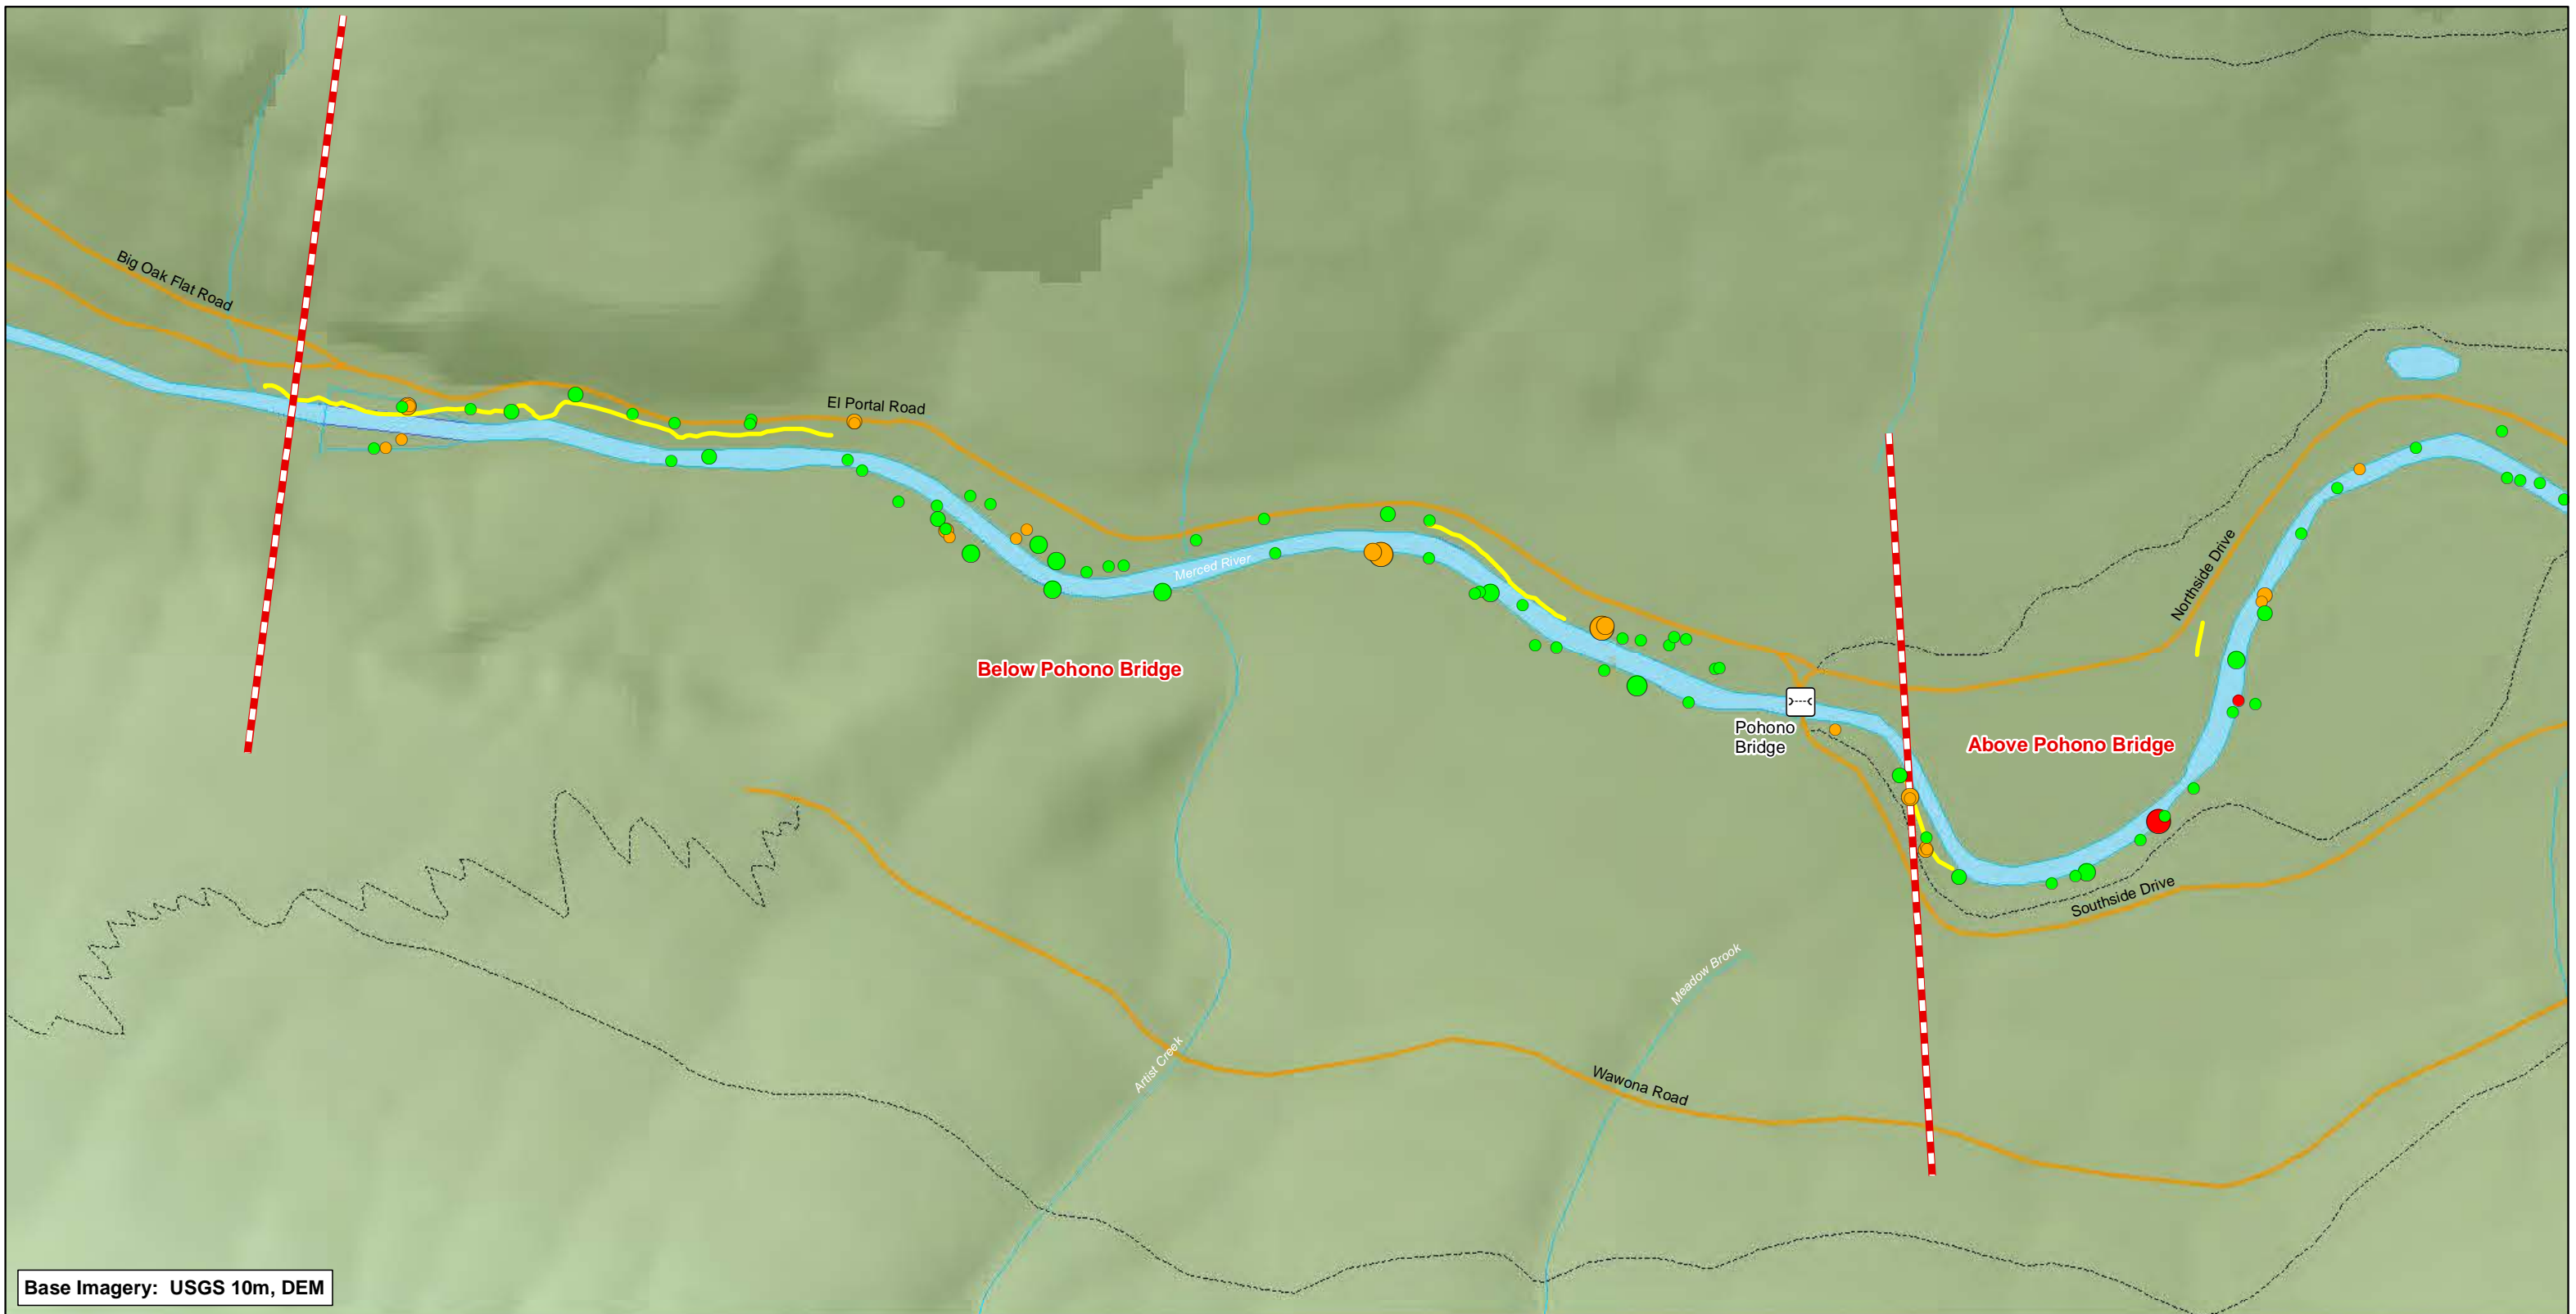 Big Oak Flat Road
El Portal Road
Merced River
Northside Drive
Below Pohono Bridge
Pohono
Bridge
Above Pohono Bridge
Southside Drive
Meadow Brook
Artist Creek
Wawona Road
Base Imagery: USGS 10m, DEM